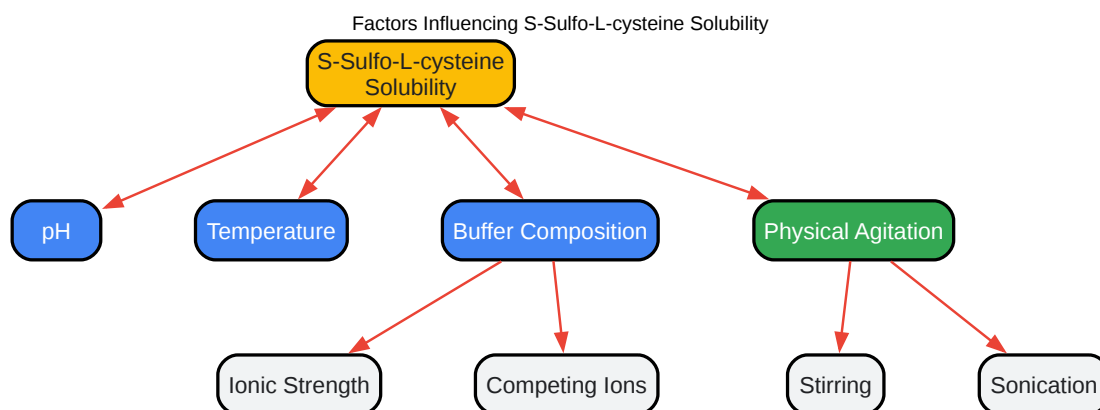 Factors Influencing S-Sulfo-L-cysteine Solubility
S-Sulfo-L-cysteine
Solubility
pH
Temperature
Buffer Composition
Physical Agitation
Ionic Strength
Competing Ions
Stirring
Sonication